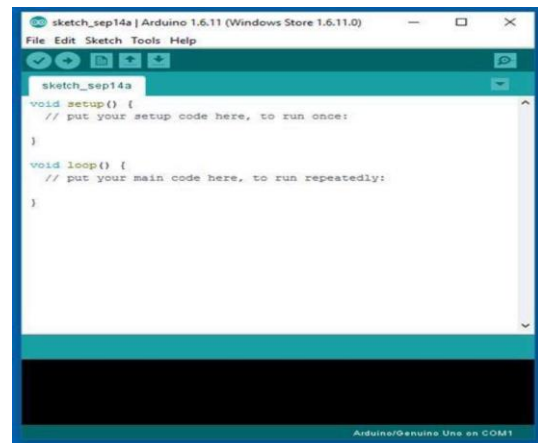 sketch_sep14a | Arduino 1.6.11 (Windows Store 1.6.11.0)
File Edit Sketch Tools Help
sketch_sep14a
void setup() {
  // put your setup code here, to run once:
}
void loop() {
  // put your main code here, to run repeatedly:
}
Arduino/Genuino Uno on COM1